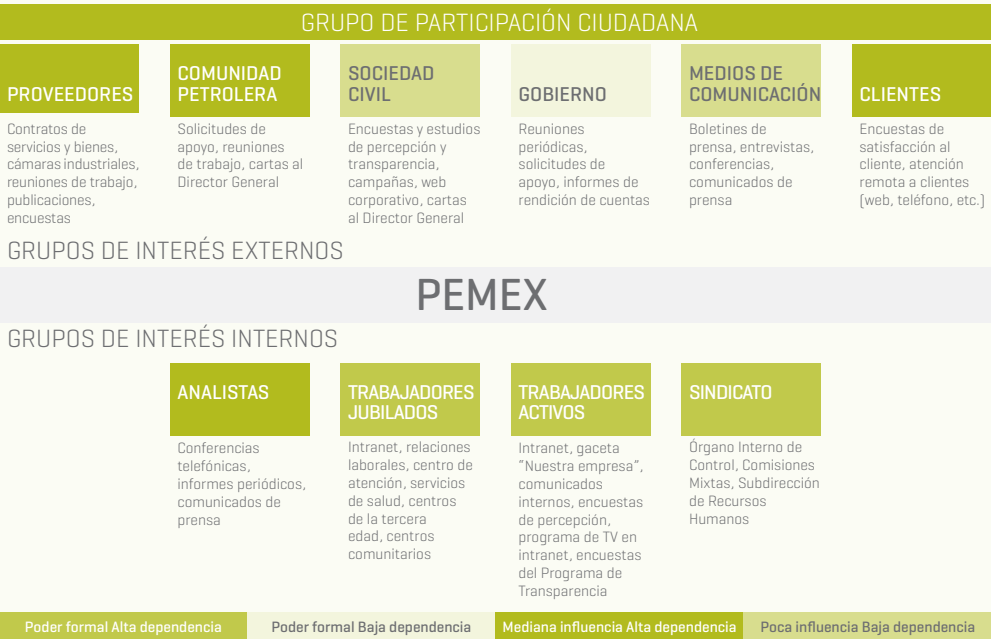 GRUPO DE PARTICIPACIÓN CIUDADANA
PROVEEDORES
Contratos de
servicios y bienes,
cámaras industriales,
reuniones de trabajo,
publicaciones,
encuestas
COMUNIDAD
PETROLERA
Solicitudes de
apoyo, reuniones
de trabajo, cartas al
Director General
SOCIEDAD
CIVIL
Encuestas y estudios
de percepción y
transparencia,
campañas, web
corporativo, cartas
al Director General
GOBIERNO
Reuniones
periódicas,
solicitudes de
apoyo, informes de
rendición de cuentas
MEDIOS DE
COMUNICACIÓN
Boletines de
prensa, entrevistas,
conferencias,
comunicados de
prensa
CLIENTES
Encuestas de
satisfacción al
cliente, atención
remota a clientes
(web, teléfono, etc.)
GRUPOS DE INTERÉS EXTERNOS
PEMEX
GRUPOS DE INTERÉS INTERNOS
ANALISTAS
Conferencias
telefónicas,
informes periódicos,
comunicados de
prensa
TRABAJADORES
JUBILADOS
Intranet, relaciones
laborales, centro de
atención, servicios
de salud, centros
de la tercera
edad, centros
comunitarios
TRABAJADORES
ACTIVOS
Intranet, gaceta
"Nuestra empresa",
comunicados
internos, encuestas
de percepción,
programa de TV en
intranet, encuestas
del Programa de
Transparencia
SINDICATO
Órgano Interno de
Control, Comisiones
Mixtas, Subdirección
de Recursos
Humanos
Poder formal Alta dependencia
Poder formal Baja dependencia
Mediana influencia Alta dependencia
Poca influencia Baja dependencia